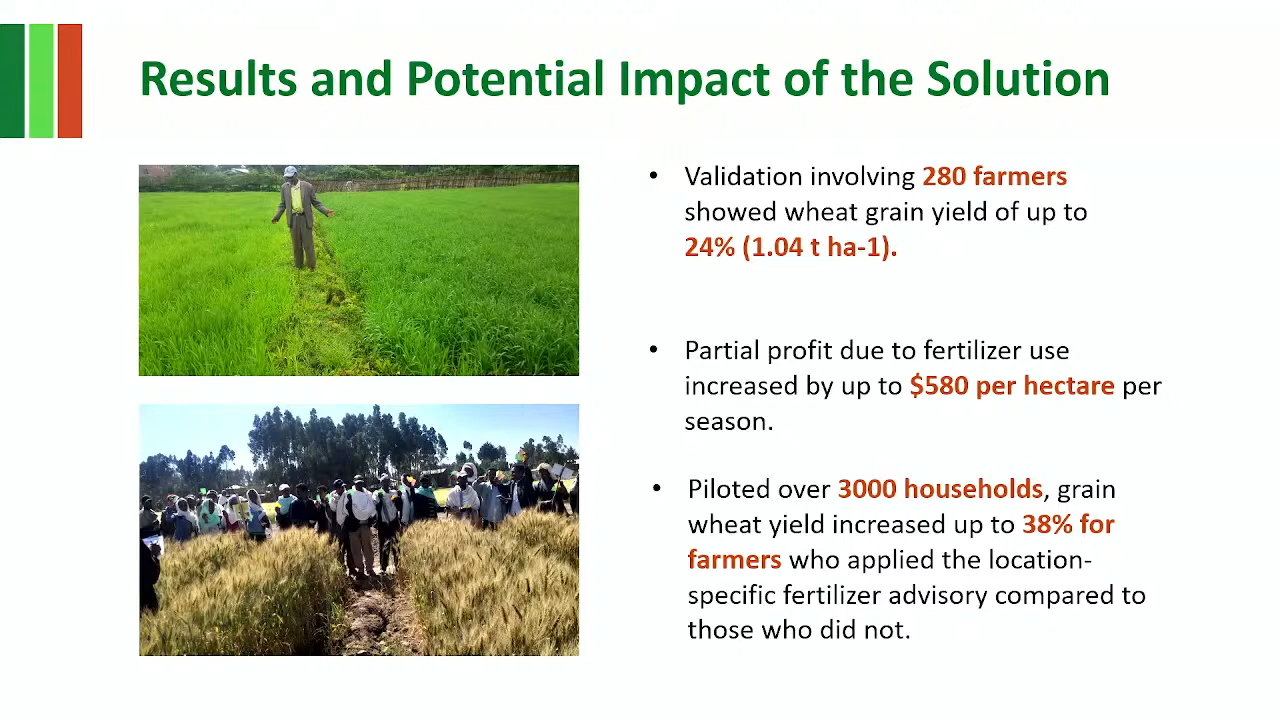 Results and Potential Impact of the Solution
• Validation involving 280 farmers
showed wheat grain yield of up to
24% (1.04 t ha-1).
• Partial profit due to fertilizer use
increased by up to $580 per hectare per
season.
• Piloted over 3000 households, grain
wheat yield increased up to 38% for
farmers who applied the location-
specific fertilizer advisory compared to
those who did not.